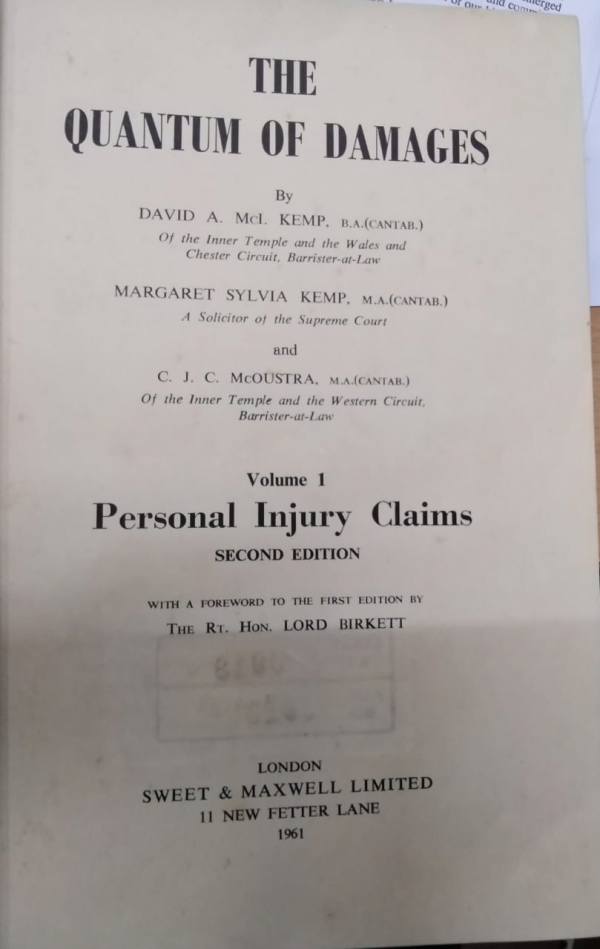 and comm
THE
QUANTUM OF DAMAGES
By
DAVID A. McI. KEMP, B.A.(CANTAB.)
Of the Inner Temple and the Wales and
Chester Circuit, Barrister-at-Law
MARGARET SYLVIA KEMP, M.A.(CANTAB.)
A Solicitor of the Supreme Court
and
C. J. C. McOUSTRA, M.A.(CANTAB.)
Of the Inner Temple and the Western Circuit,
Barrister-at-Law
Volume 1
Personal Injury Claims
SECOND EDITION
WITH A FOREWORD TO THE FIRST EDITION BY
THE RT. HON. LORD BIRKETT
LONDON
SWEET & MAXWELL LIMITED
11 NEW FETTER LANE
1961